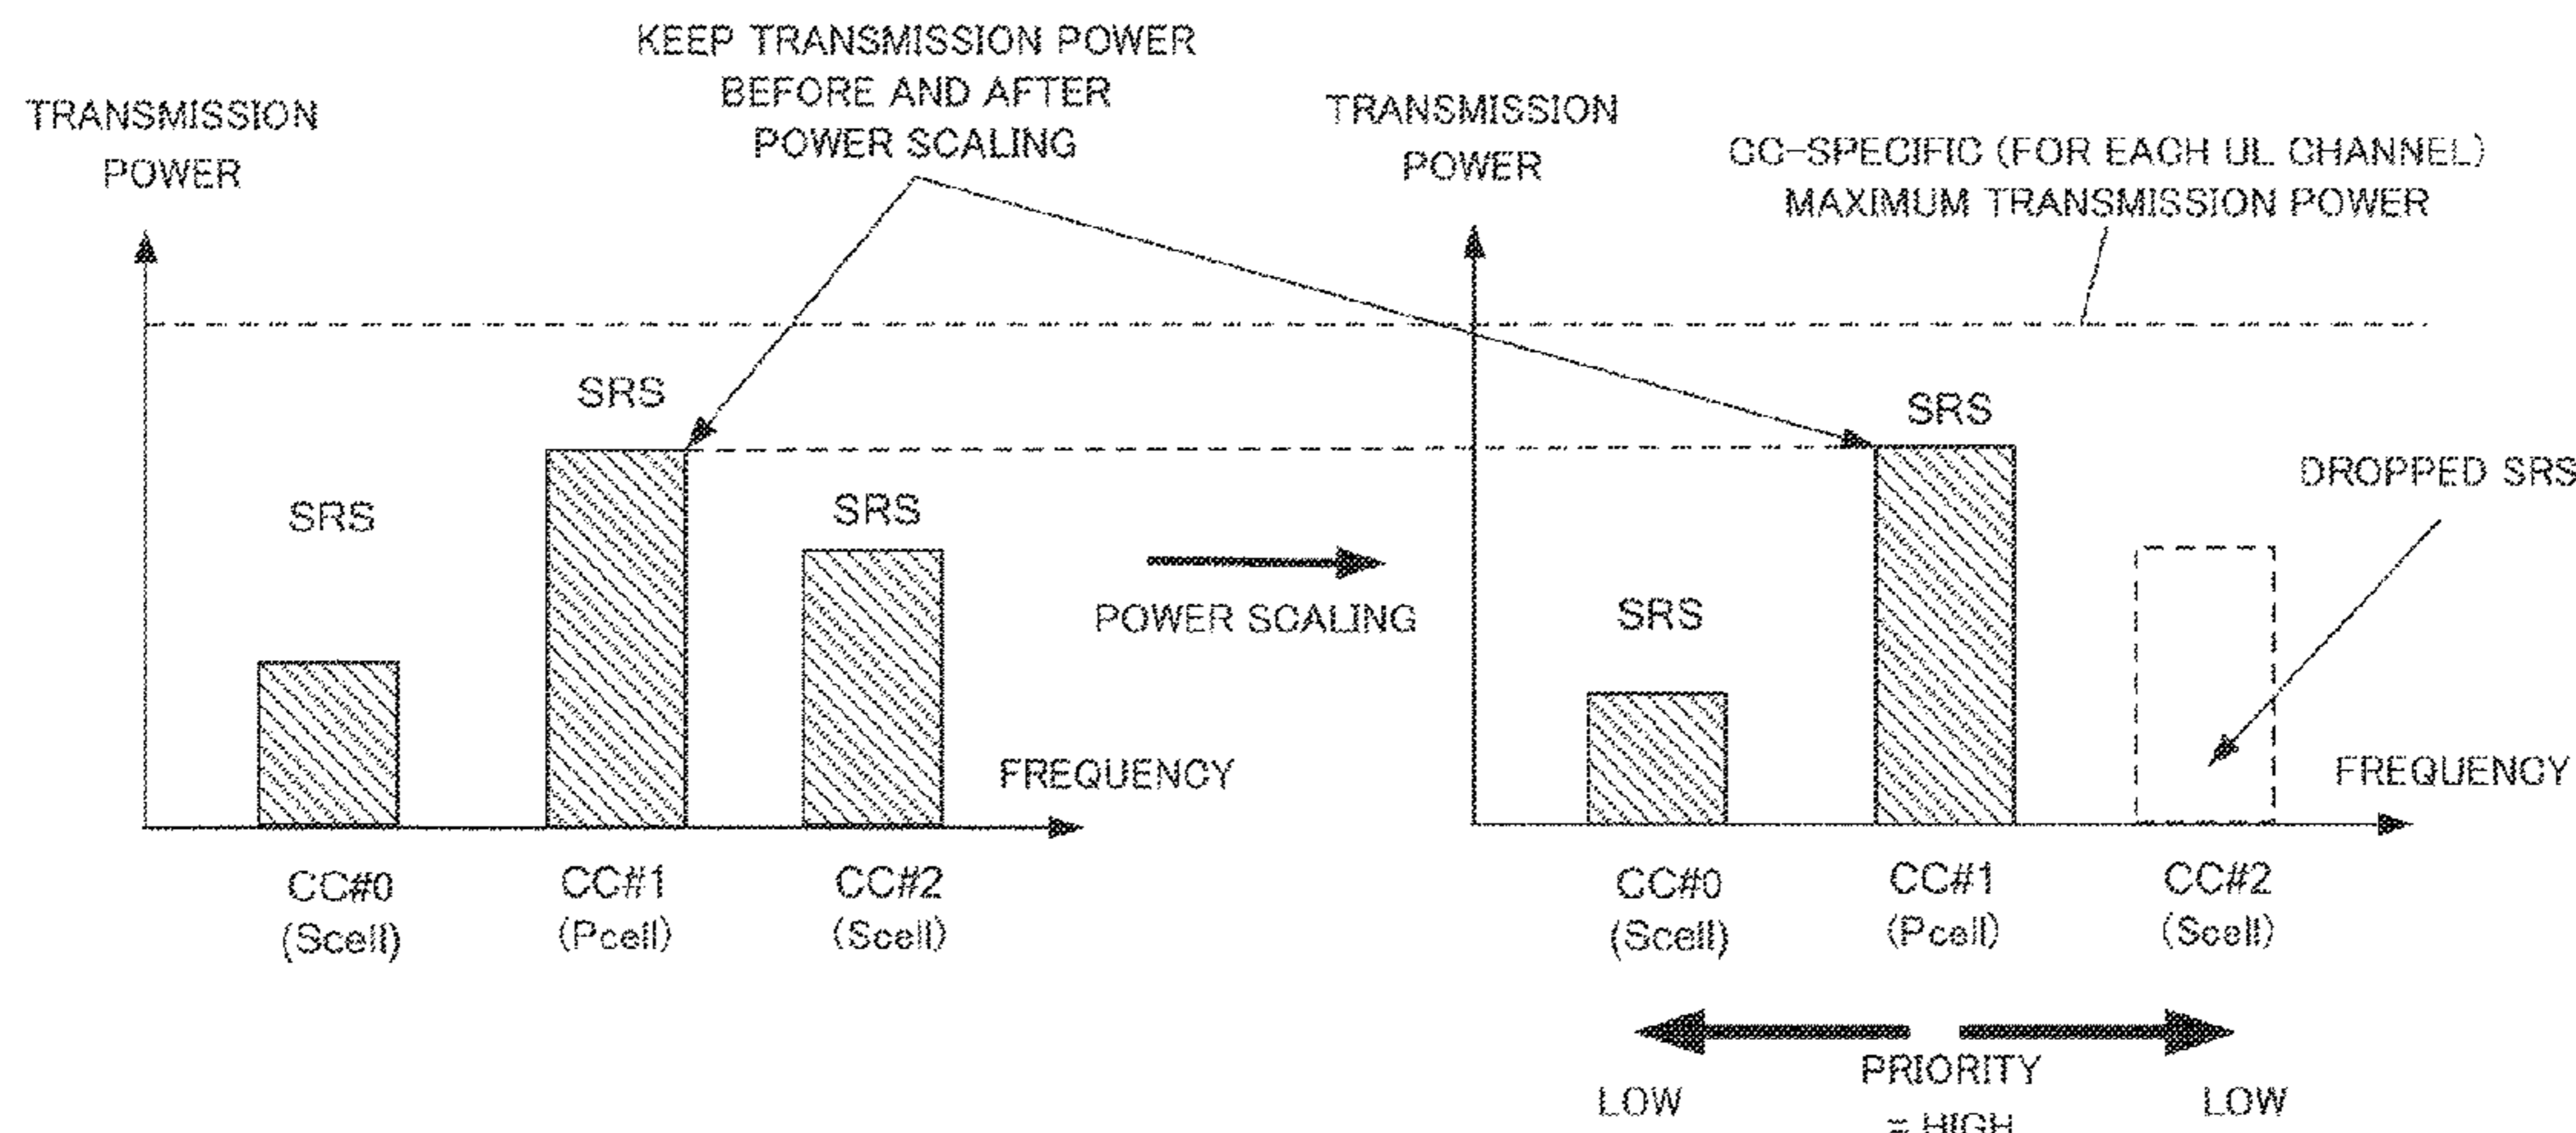 KEEP TRANSMISSION POWER
BEFORE AND AFTER
POWER SCALING
TRANSMISSION
POWER
TRANSMISSION
POWER
CC-SPECIFIC (FOR EACH UL CHANNEL)
MAXIMUM TRANSMISSION POWER
SRS
SRS
SRS
SRS
SRS
DROPPED SRS
POWER SCALING
FREQUENCY
FREQUENCY
CC#0
(Scell)
CC#1
(Pcell)
CC#2
(Scell)
CC#0
(Scell)
CC#1
(Pcell)
CC#2
(Scell)
LOW
PRIORITY
= HIGH
LOW